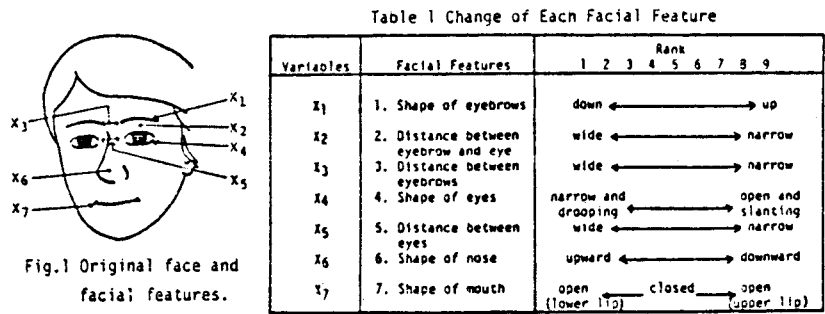 Table 1 Change of Each Facial Feature
Variables Facial Features Rank
1 2 3 4 5 6 7 8 9
X1 1. Shape of eyebrows down up
X2 2. Distance between eyebrow and eye wide narrow
X3 3. Distance between eyebrows wide narrow
X4 4. Shape of eyes narrow and drooping open and slanting
X5 5. Distance between eyes wide narrow
X6 6. Shape of nose upward downward
X7 7. Shape of mouth open (lower lip) closed open (upper lip)
X1
X2
X3
X4
X5
X6
X7
Fig.1 Original face and
facial features.